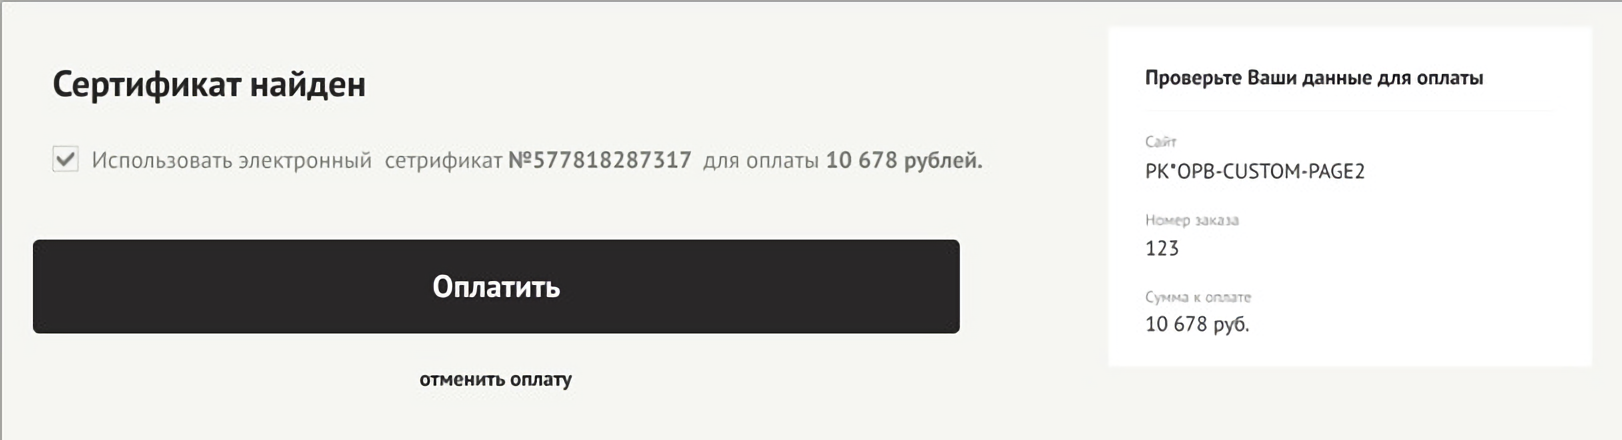 Сертификат найден
Использовать электронный сетрификат №577818287317 для оплаты 10 678 рублей.
Оплатить
отменить оплату
Проверьте Ваши данные для оплаты
Сайт
PK*OPB-CUSTOM-PAGE2
Номер заказа
123
Сумма к оплате
10 678 руб.